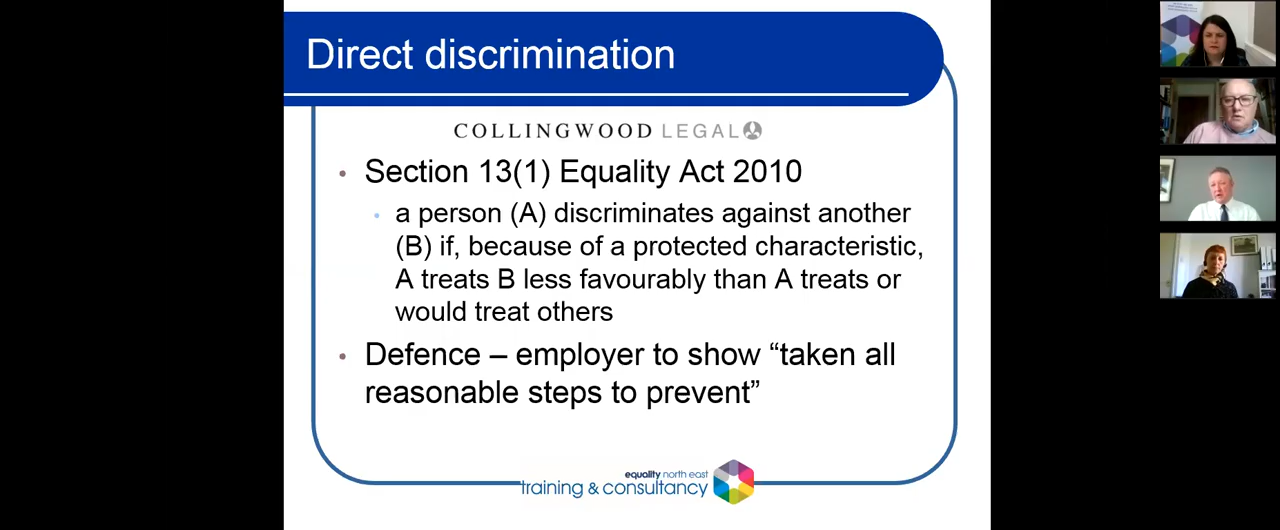 Direct discrimination
COLLINGWOOD LEGAL
• Section 13(1) Equality Act 2010
• a person (A) discriminates against another
(B) if, because of a protected characteristic,
A treats B less favourably than A treats or
would treat others
• Defence – employer to show “taken all
reasonable steps to prevent”
equality north east
training & consultancy